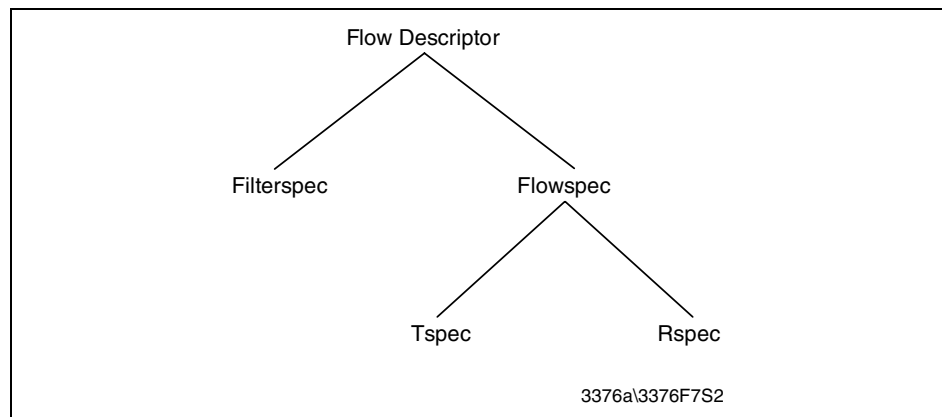 Flow Descriptor
Filterspec
Flowspec
Tspec
Rspec
3376a\3376F7S2